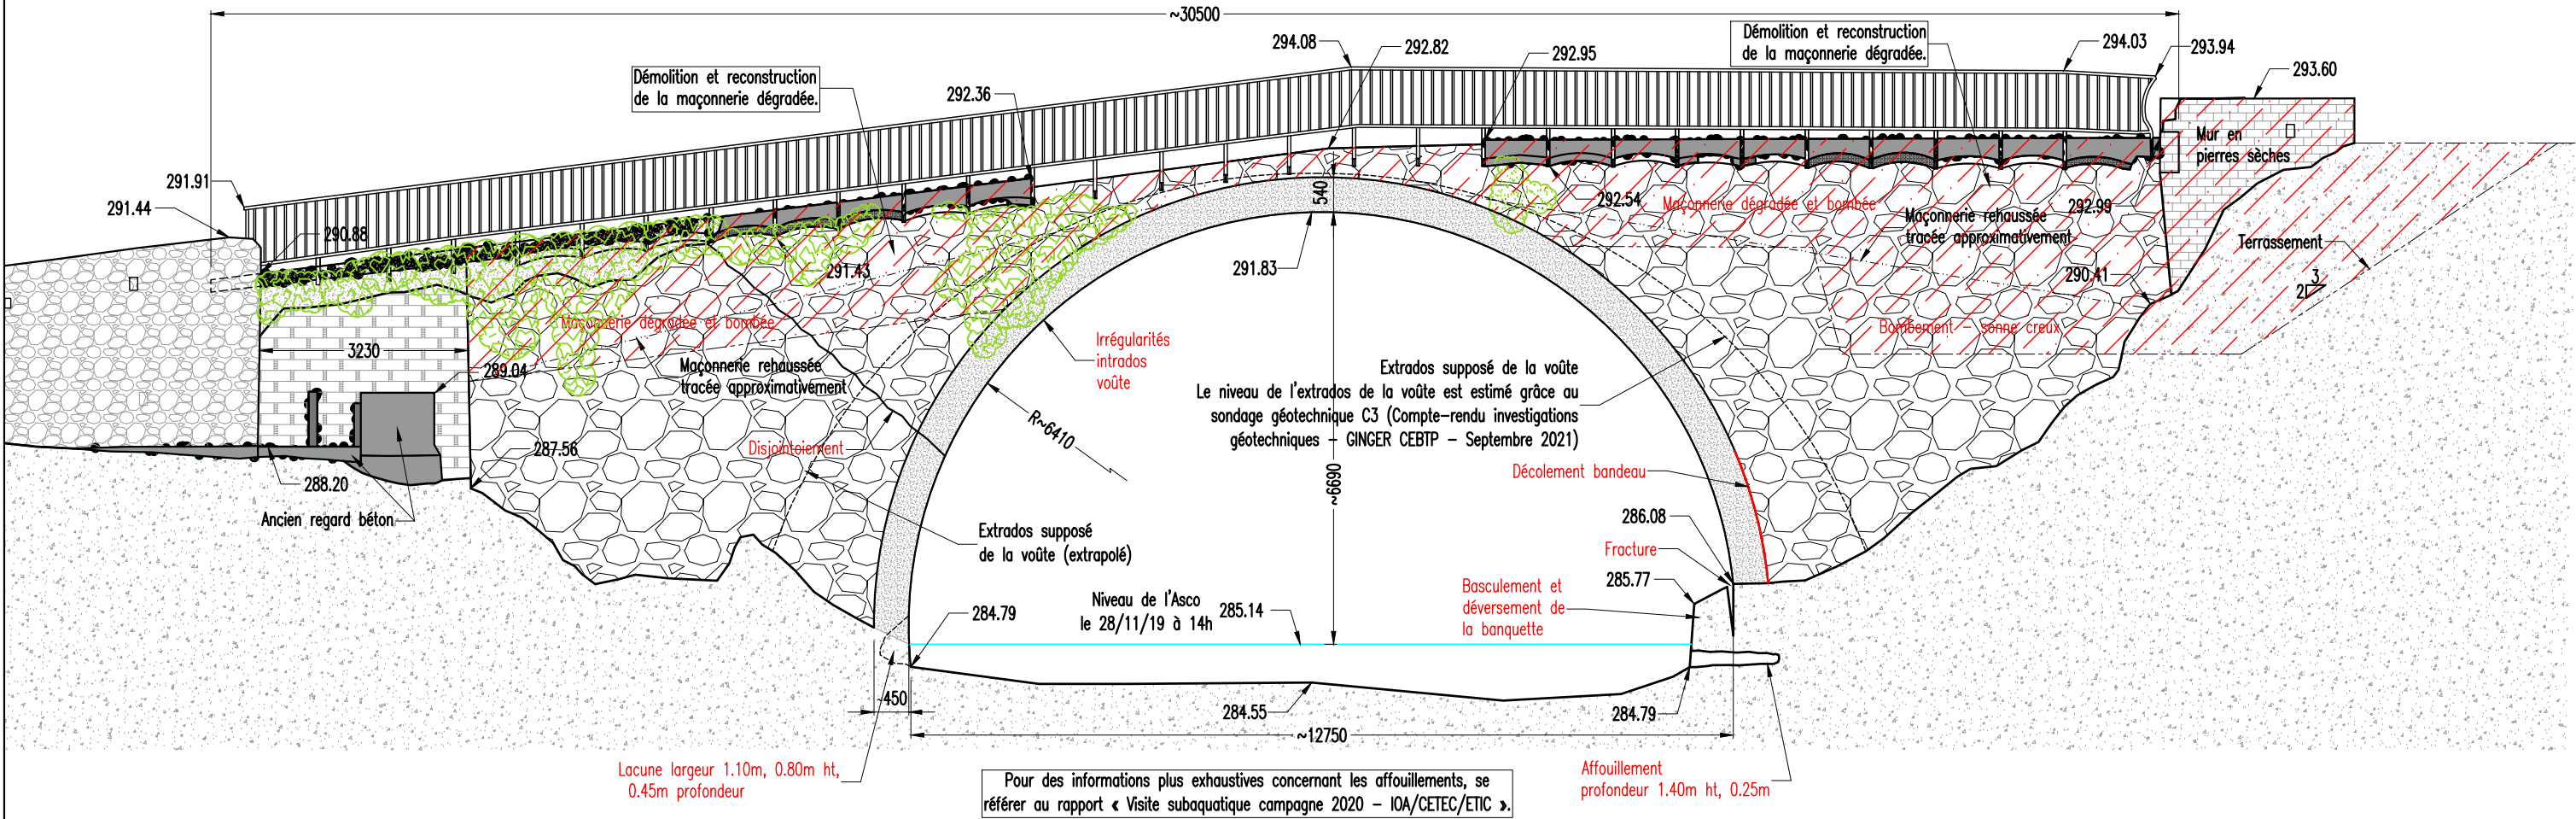 ~30500
Démolition et reconstruction
de la maçonnerie dégradée.
294.08
292.82
292.95
Démolition et reconstruction
de la maçonnerie dégradée.
294.03
293.94
293.60
292.36
Mur en
pierres sèches
291.91
291.44
290.88
291.43
540
291.83
292.54
Maçonnerie dégradée et bombée
Maçonnerie rehaussée
tracée approximativement
292.99
Terrassement
290.41
3
2
Maçonnerie dégradée et bombée
Bombement - sonne creux
3230
289.04
Maçonnerie rehaussée
tracée approximativement
Irrégularités
intrados
voûte
Extrados supposé de la voûte
Le niveau de l'extrados de la voûte est estimé grâce au
sondage géotechnique C3 (Compte-rendu investigations
géotechniques - GINGER CEBTP - Septembre 2021)
R~6410
Disjointoiement
287.56
288.20
Ancien regard béton
~6690
Décolement bandeau
Extrados supposé
de la voûte (extrapolé)
286.08
Fracture
285.77
Basculement et
déversement de
la banquette
Niveau de l'Asco
le 28/11/19 à 14h
285.14
284.79
450
284.55
284.79
~12750
Lacune largeur 1.10m, 0.80m ht,
0.45m profondeur
Pour des informations plus exhaustives concernant les affouillements, se
référer au rapport « Visite subaquatique campagne 2020 - IOA/CETEC/ETIC ».
Affouillement
profondeur 1.40m ht, 0.25m